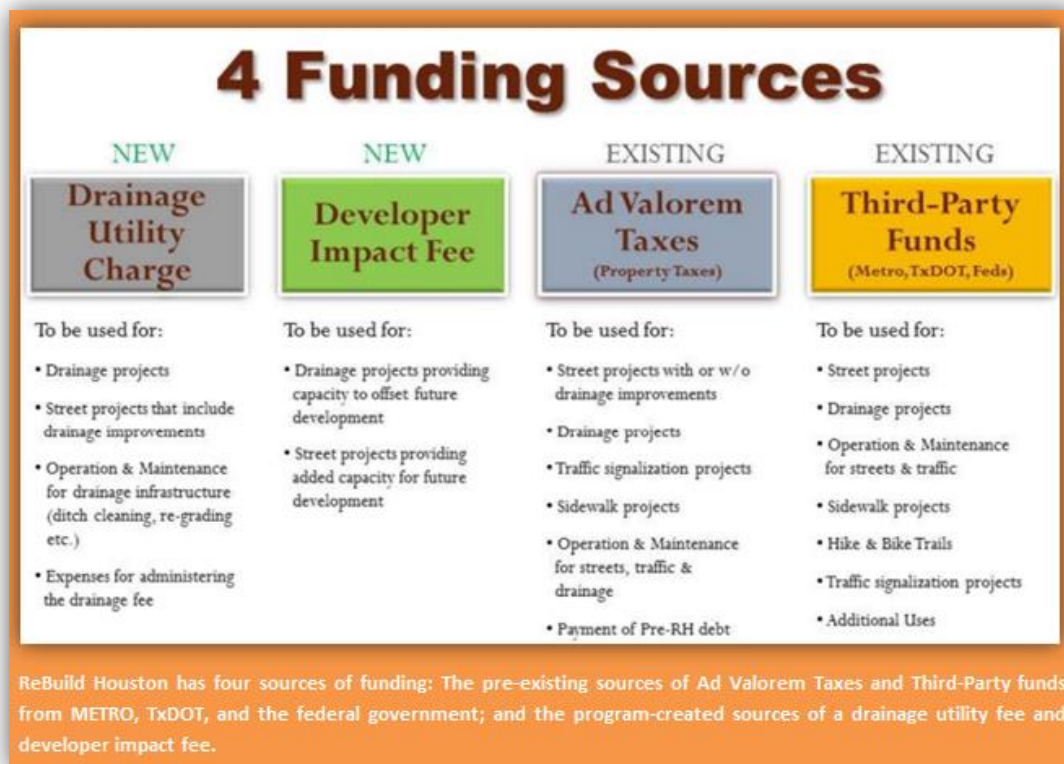 4 Funding Sources
NEW
Drainage
Utility
Charge
To be used for:
• Drainage projects
• Street projects that include
drainage improvements
• Operation & Maintenance
for drainage infrastructure
(ditch cleaning, re-grading
etc.)
• Expenses for administering
the drainage fee
NEW
Developer
Impact Fee
To be used for:
• Drainage projects providing
capacity to offset future
development
• Street projects providing
added capacity for future
development
EXISTING
Ad Valorem
Taxes
(Property Taxes)
To be used for:
• Street projects with or w/o
drainage improvements
• Drainage projects
• Traffic signalization projects
• Sidewalk projects
• Operation & Maintenance
for streets, traffic &
drainage
• Payment of Pre-RH debt
EXISTING
Third-Party
Funds
(Metro, TxDOT, Feds)
To be used for:
• Street projects
• Drainage projects
• Operation & Maintenance
for streets & traffic
• Sidewalk projects
• Hike & Bike Trails
• Traffic signalization projects
• Additional Uses
ReBuild Houston has four sources of funding: The pre-existing sources of Ad Valorem Taxes and Third-Party funds
from METRO, TxDOT, and the federal government; and the program-created sources of a drainage utility fee and
developer impact fee.